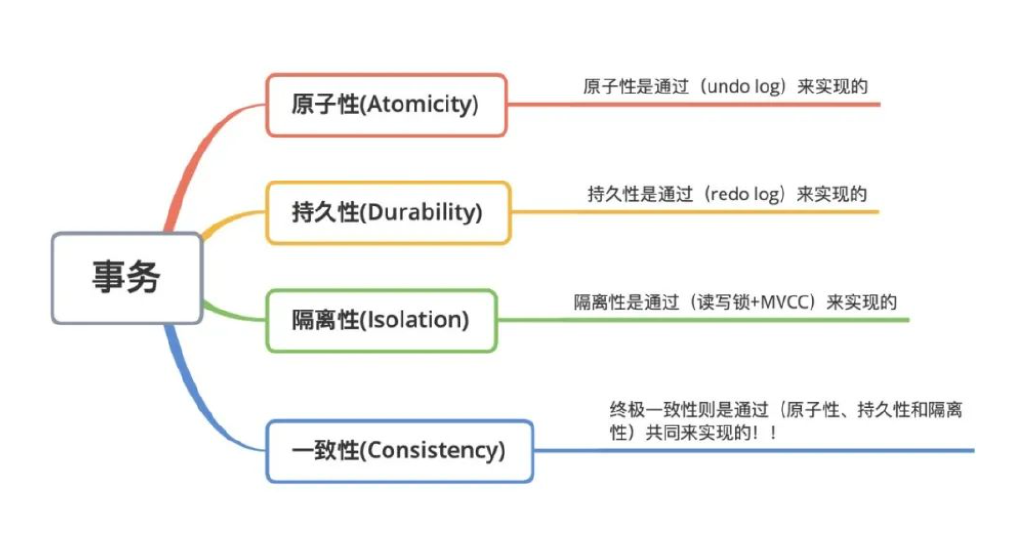 事务
原子性(Atomicity)
原子性是通过（undo log）来实现的
持久性(Durability)
持久性是通过（redo log）来实现的
隔离性(Isolation)
隔离性是通过（读写锁+MVCC）来实现的
一致性(Consistency)
终极一致性则是通过（原子性、持久性和隔离
性）共同来实现的！！